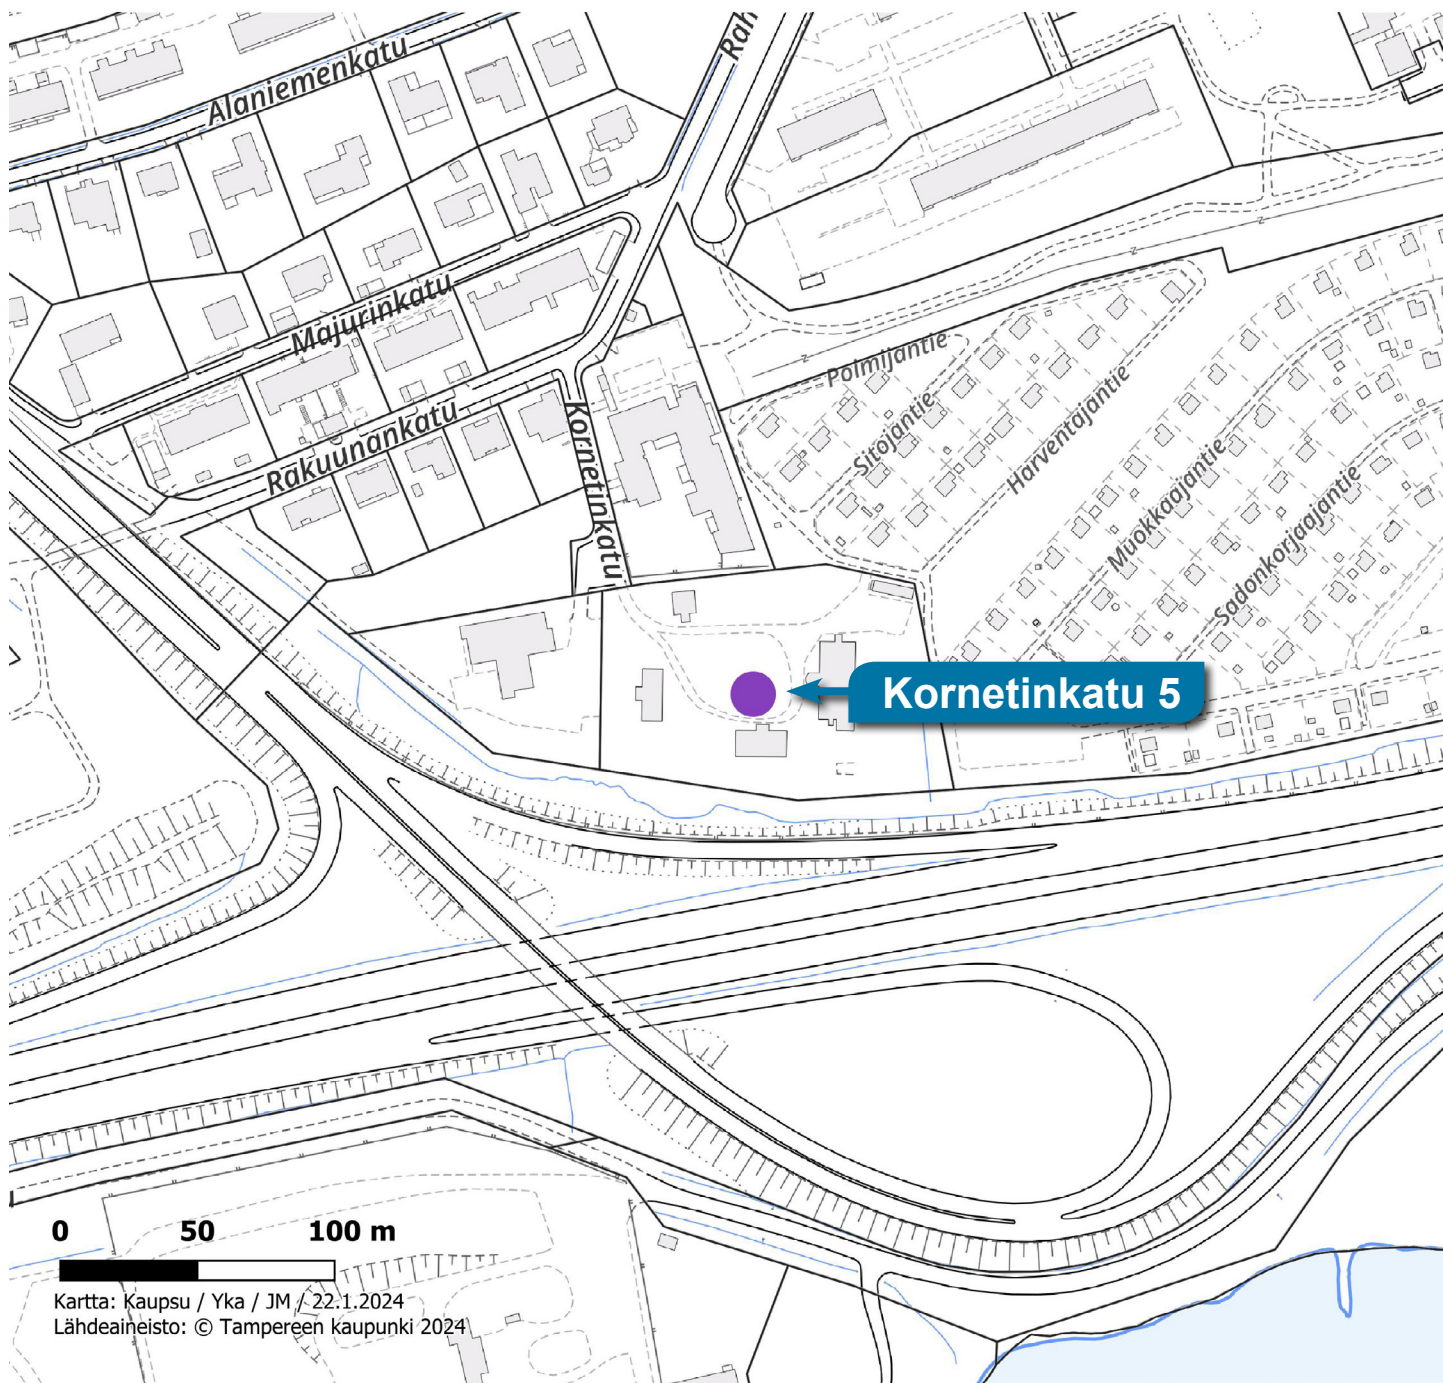 Alaniemenkatu
Rah
Majurinkatu
Polmijantie
Sitojantie
Harventajantie
Rakuunankatu
Kornetinkatu
Muokkaajantie
Sadonkorjaajantie
Kornetinkatu 5
0 50 100 m
Kartta: Kaupsu / Yka / JM / 22.1.2024
Lähdeaineisto: © Tampereen kaupunki 2024